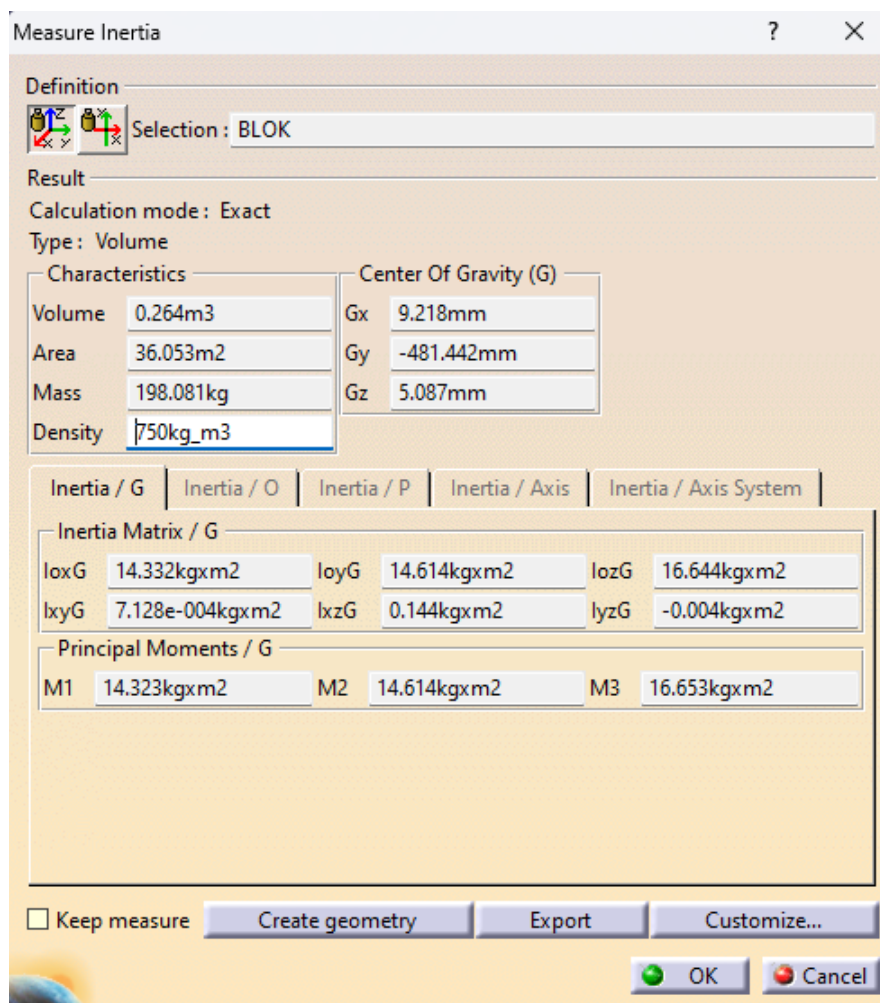 Measure Inertia ? X
Definition
Selection : BLOK
Result
Calculation mode : Exact
Type : Volume
Characteristics Center Of Gravity (G)
Volume 0.264m3 Gx 9.218mm
Area 36.053m2 Gy -481.442mm
Mass 198.081kg Gz 5.087mm
Density 750kg_m3
Inertia / G Inertia / O Inertia / P Inertia / Axis Inertia / Axis System
Inertia Matrix / G
IoxG 14.332kgxm2 IoyG 14.614kgxm2 IozG 16.644kgxm2
IxyG 7.128e-004kgxm2 IxzG 0.144kgxm2 IyzG -0.004kgxm2
Principal Moments / G
M1 14.323kgxm2 M2 14.614kgxm2 M3 16.653kgxm2
Keep measure Create geometry Export Customize...
OK Cancel